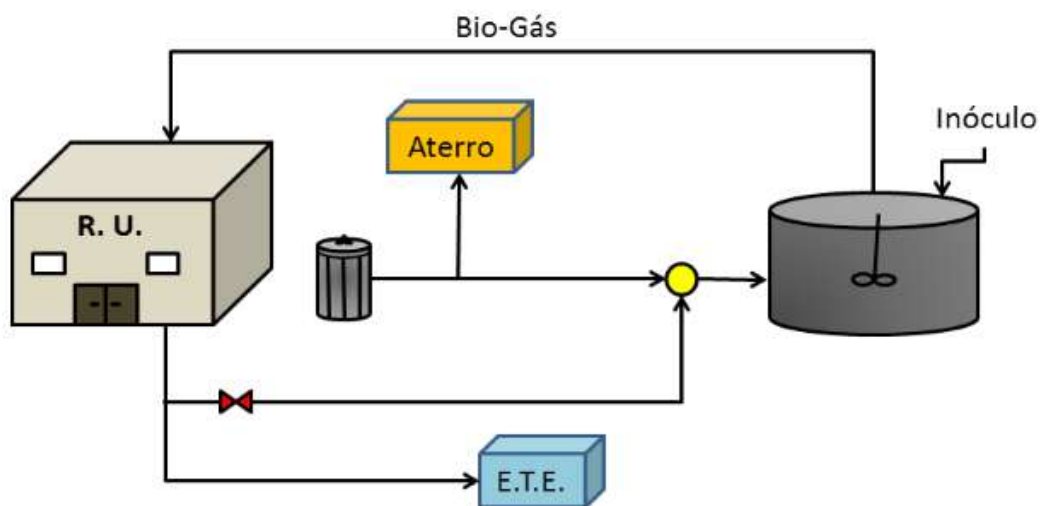 Bio-Gás
Aterro
Inóculo
R. U.
E.T.E.